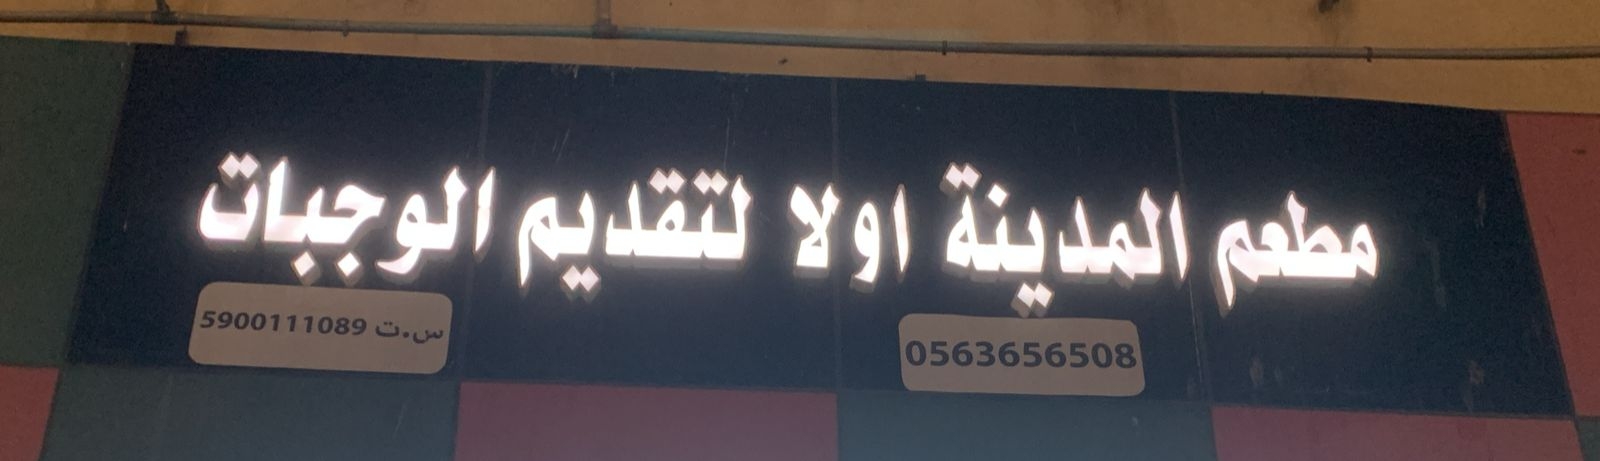 مطعم المدينة اولا لتقديم الوجبات
0563656508
س.ت 5900111089